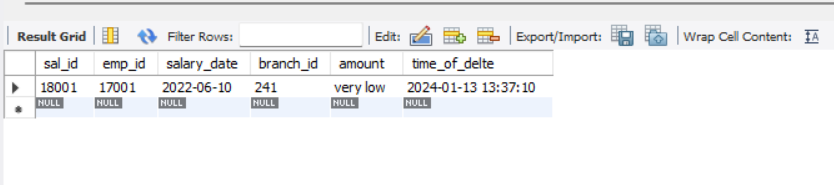 Result Grid Filter Rows: Edit: Export/Import: Wrap Cell Content: IA
sal_id emp_id salary_date branch_id amount time_of_delte
18001 17001 2022-06-10 241 very low 2024-01-13 13:37:10
NULL NULL NULL NULL NULL NULL